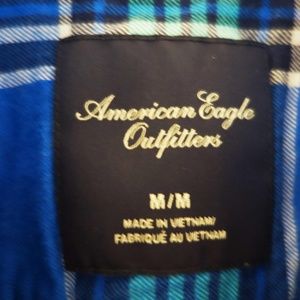 American Eagle
Outfitters
M/M
MADE IN VIETNAM/
FABRIQUÉ AU VIETNAM